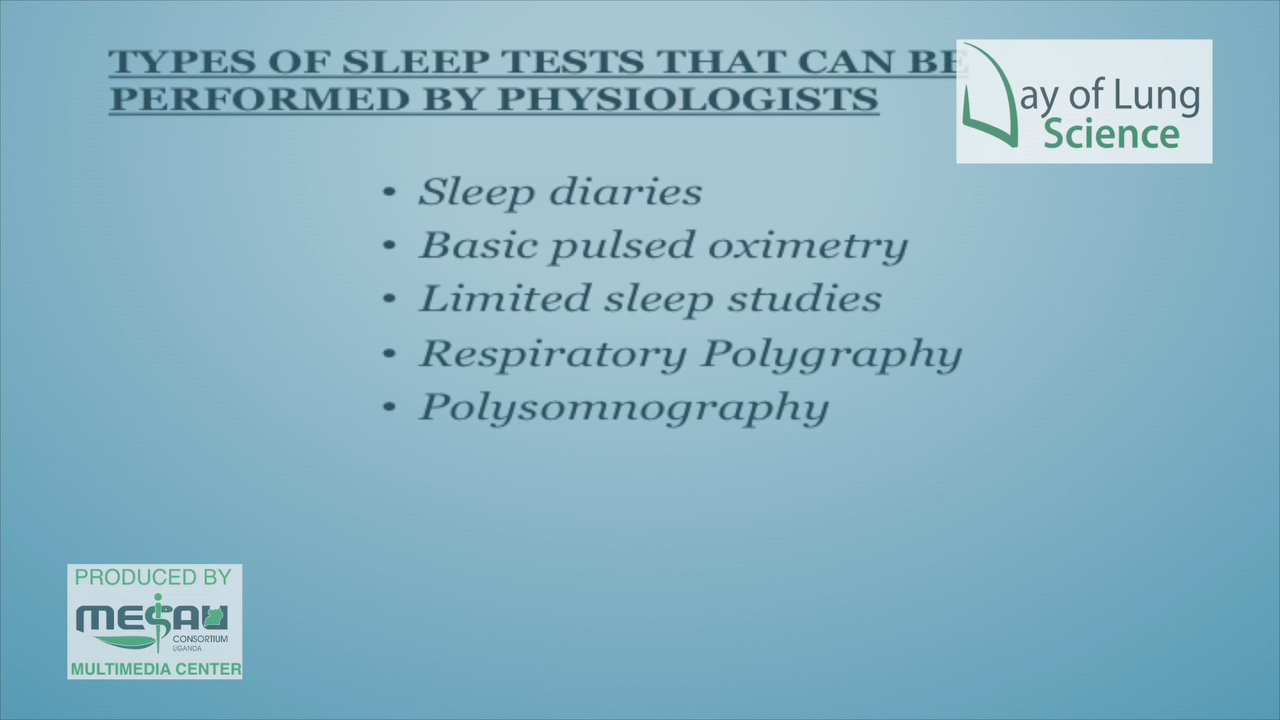 TYPES OF SLEEP TESTS THAT CAN BE
PERFORMED BY PHYSIOLOGISTS
Day of Lung
Science
• Sleep diaries
• Basic pulsed oximetry
• Limited sleep studies
• Respiratory Polygraphy
• Polysomnography
PRODUCED BY
MESAU
CONSORTIUM
UGANDA
MULTIMEDIA CENTER